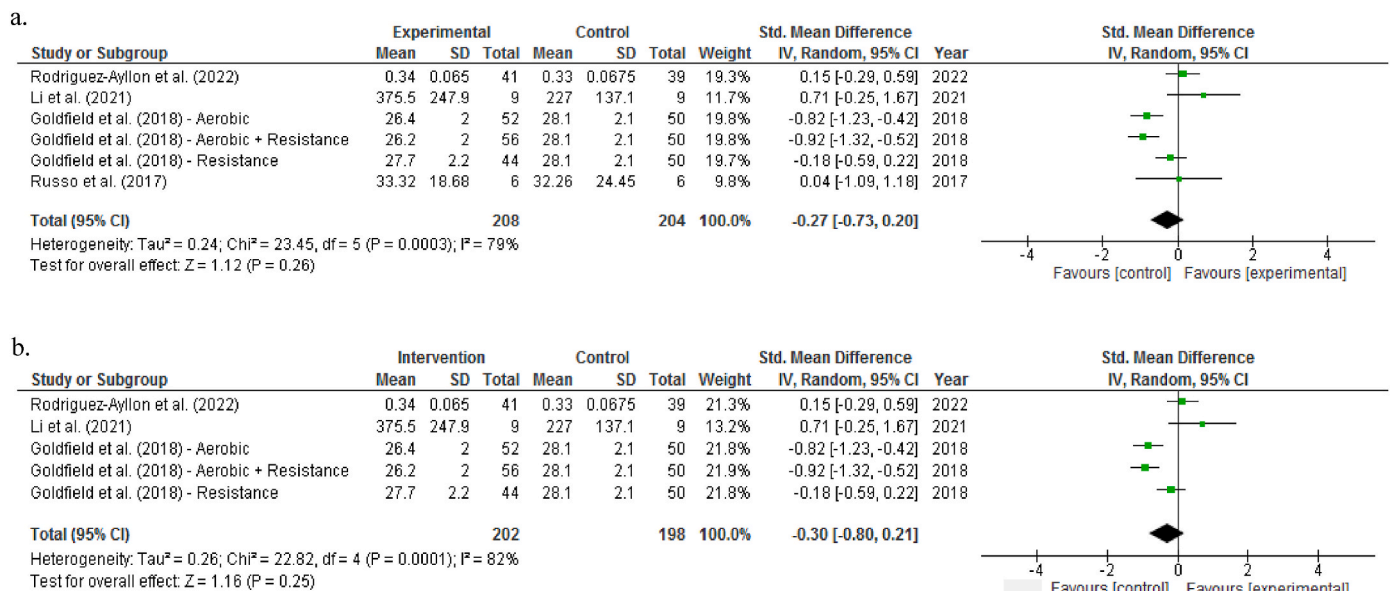 a.
Experimental Control Std. Mean Difference Std. Mean Difference
Study or Subgroup Mean SD Total Mean SD Total Weight IV, Random, 95% CI Year IV, Random, 95% CI
Rodriguez-Ayllon et al. (2022) 0.34 0.065 41 0.33 0.0675 39 19.3% 0.15 [-0.29, 0.59] 2022
Li et al. (2021) 375.5 247.9 9 227 137.1 9 11.7% 0.71 [-0.25, 1.67] 2021
Goldfield et al. (2018) - Aerobic 26.4 2 52 28.1 2.1 50 19.8% -0.82 [-1.23, -0.42] 2018
Goldfield et al. (2018) - Aerobic + Resistance 26.2 2 56 28.1 2.1 50 19.8% -0.92 [-1.32, -0.52] 2018
Goldfield et al. (2018) - Resistance 27.7 2.2 44 28.1 2.1 50 19.7% -0.18 [-0.59, 0.22] 2018
Russo et al. (2017) 33.32 18.68 6 32.26 24.45 6 9.8% 0.04 [-1.09, 1.18] 2017
Total (95% CI) 208 204 100.0% -0.27 [-0.73, 0.20]
Heterogeneity: Tau² = 0.24; Chi² = 23.45, df = 5 (P = 0.0003); I² = 79%
Test for overall effect: Z = 1.12 (P = 0.26)
-4 -2 0 2 4
Favours [control] Favours [experimental]
b.
Intervention Control Std. Mean Difference Std. Mean Difference
Study or Subgroup Mean SD Total Mean SD Total Weight IV, Random, 95% CI Year IV, Random, 95% CI
Rodriguez-Ayllon et al. (2022) 0.34 0.065 41 0.33 0.0675 39 21.3% 0.15 [-0.29, 0.59] 2022
Li et al. (2021) 375.5 247.9 9 227 137.1 9 13.2% 0.71 [-0.25, 1.67] 2021
Goldfield et al. (2018) - Aerobic 26.4 2 52 28.1 2.1 50 21.8% -0.82 [-1.23, -0.42] 2018
Goldfield et al. (2018) - Aerobic + Resistance 26.2 2 56 28.1 2.1 50 21.9% -0.92 [-1.32, -0.52] 2018
Goldfield et al. (2018) - Resistance 27.7 2.2 44 28.1 2.1 50 21.8% -0.18 [-0.59, 0.22] 2018
Total (95% CI) 202 198 100.0% -0.30 [-0.80, 0.21]
Heterogeneity: Tau² = 0.26; Chi² = 22.82, df = 4 (P = 0.0001); I² = 82%
Test for overall effect: Z = 1.16 (P = 0.25)
-4 -2 0 2 4
Favours [control] Favours [experimental]